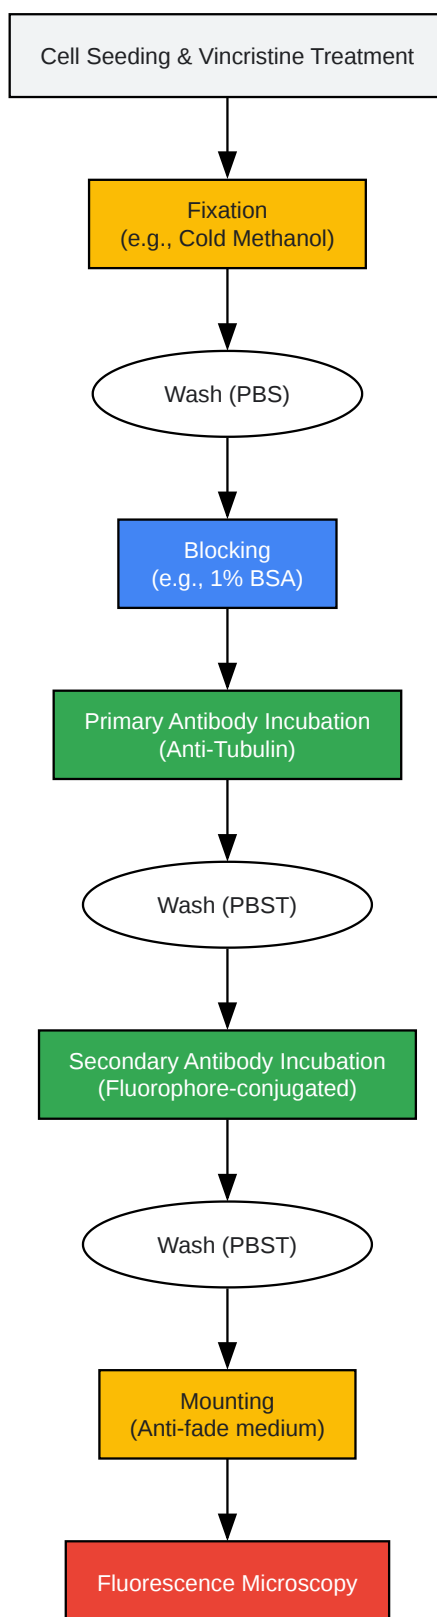 Cell Seeding & Vincristine Treatment
Fixation
(e.g., Cold Methanol)
Wash (PBS)
Blocking
(e.g., 1% BSA)
Primary Antibody Incubation
(Anti-Tubulin)
Wash (PBST)
Secondary Antibody Incubation
(Fluorophore-conjugated)
Wash (PBST)
Mounting
(Anti-fade medium)
Fluorescence Microscopy